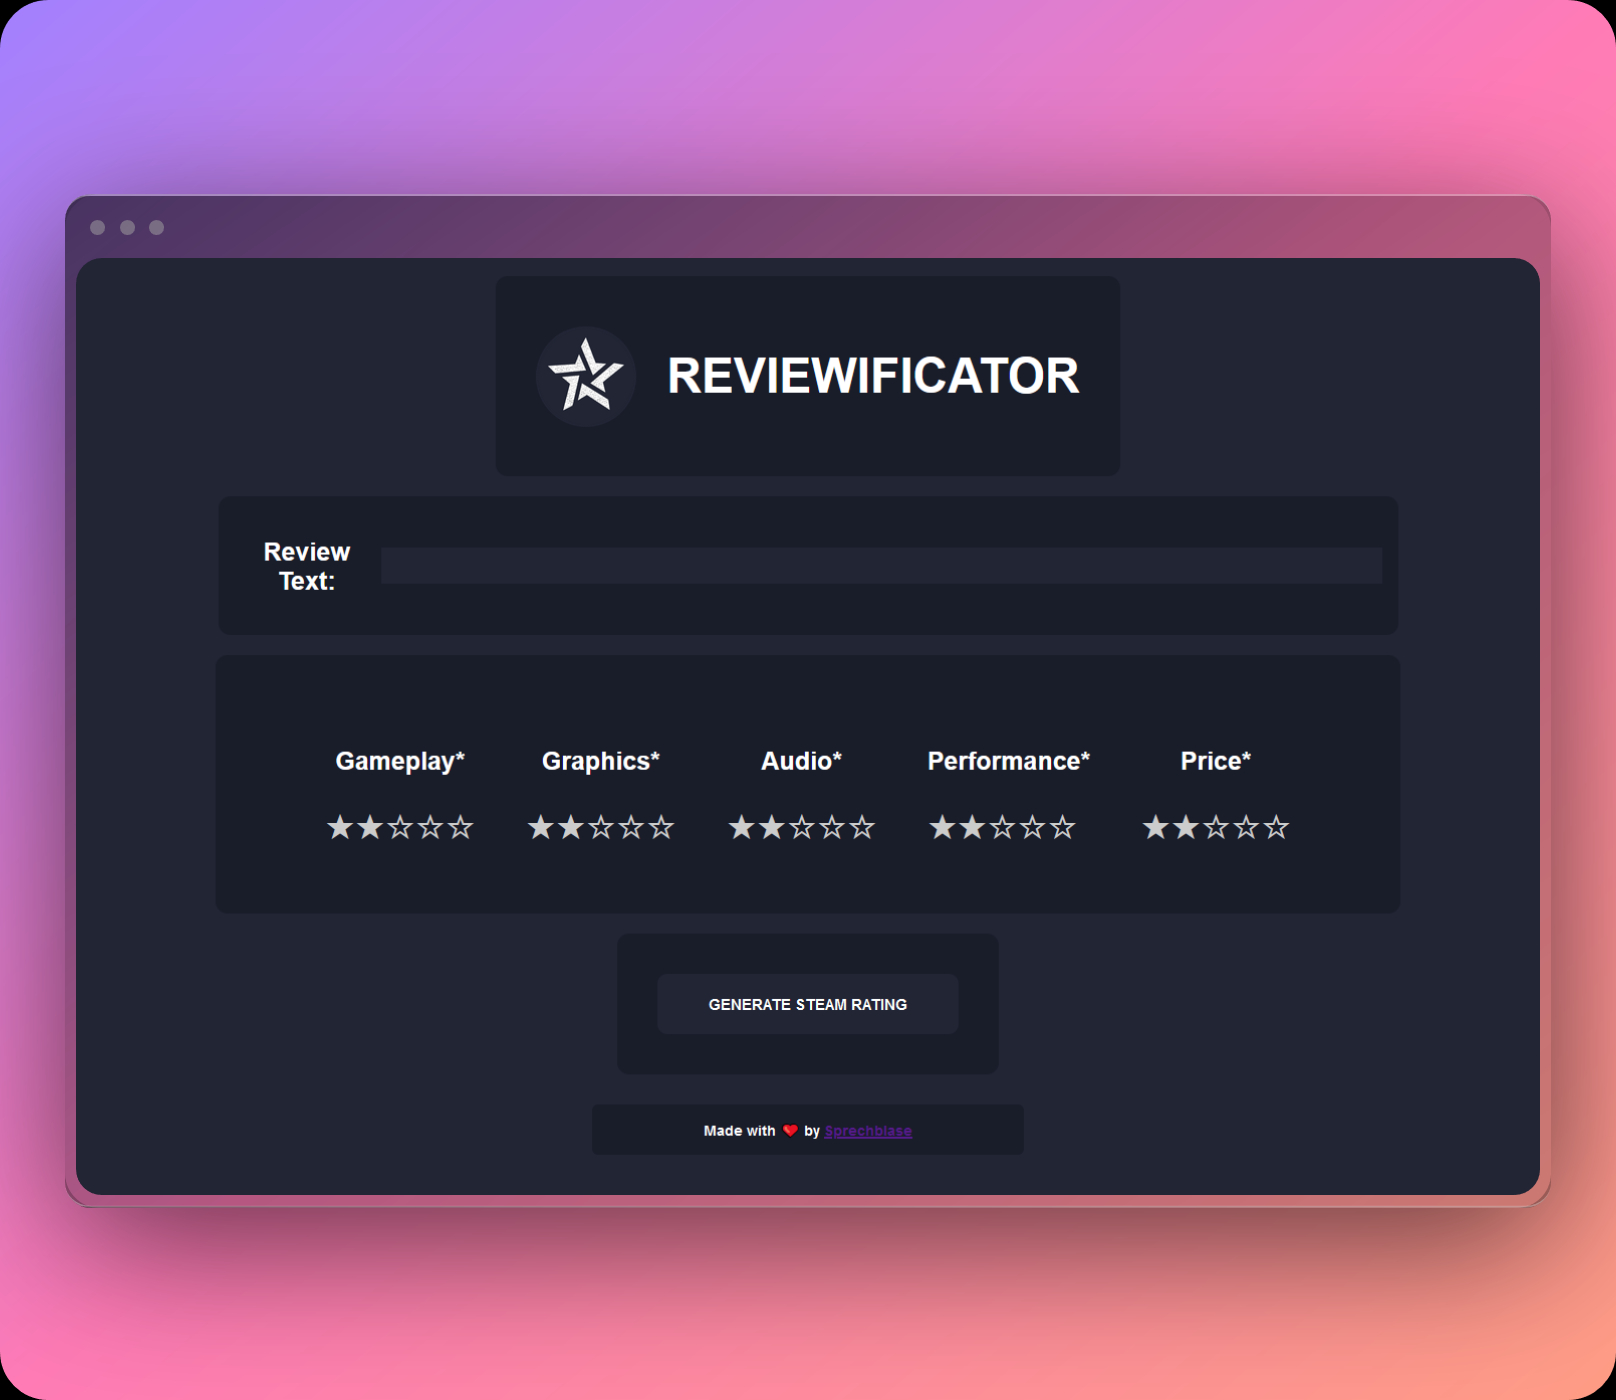 REVIEWIFICATOR
Review
Text:
Gameplay* Graphics* Audio* Performance* Price*
★★☆☆☆ ★★☆☆☆ ★★☆☆☆ ★★☆☆☆ ★★☆☆☆
GENERATE STEAM RATING
Made with ❤️ by Sprechblase